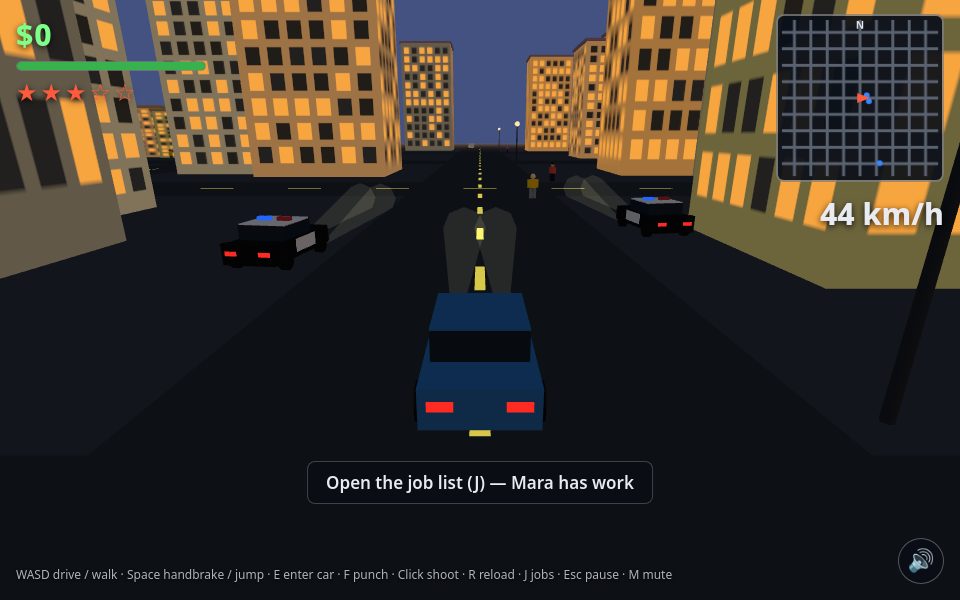 $0
N
44 km/h
Open the job list (J) — Mara has work
WASD drive / walk · Space handbrake / jump · E enter car · F punch · Click shoot · R reload · J jobs · Esc pause · M mute